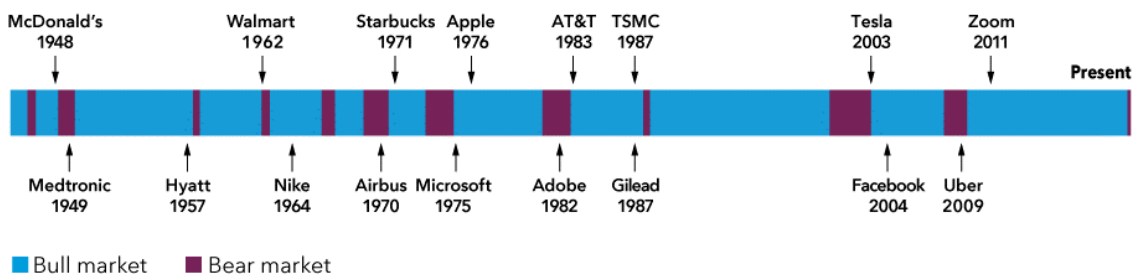 McDonald's
1948
Walmart
1962
Starbucks
1971
Apple
1976
AT&T
1983
TSMC
1987
Tesla
2003
Zoom
2011
Present
Medtronic
1949
Hyatt
1957
Nike
1964
Airbus
1970
Microsoft
1975
Adobe
1982
Gilead
1987
Facebook
2004
Uber
2009
Bull market
Bear market